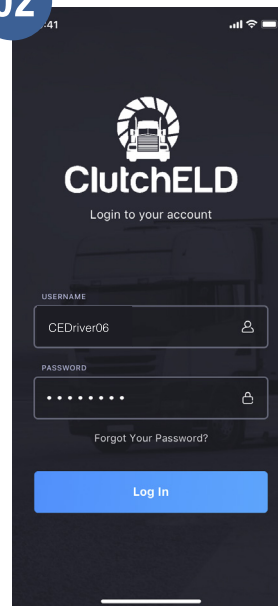 02
:41
ClutchELD
Login to your account
USERNAME
CEDriver06
PASSWORD
Forgot Your Password?
Log In